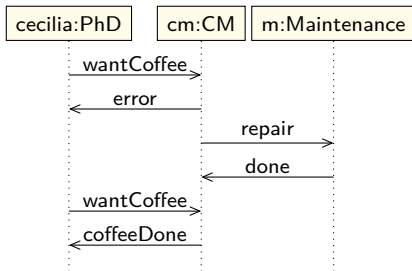 cecilia:PhD cm:CM m:Maintenance
wantCoffee
error
repair
done
wantCoffee
coffeeDone